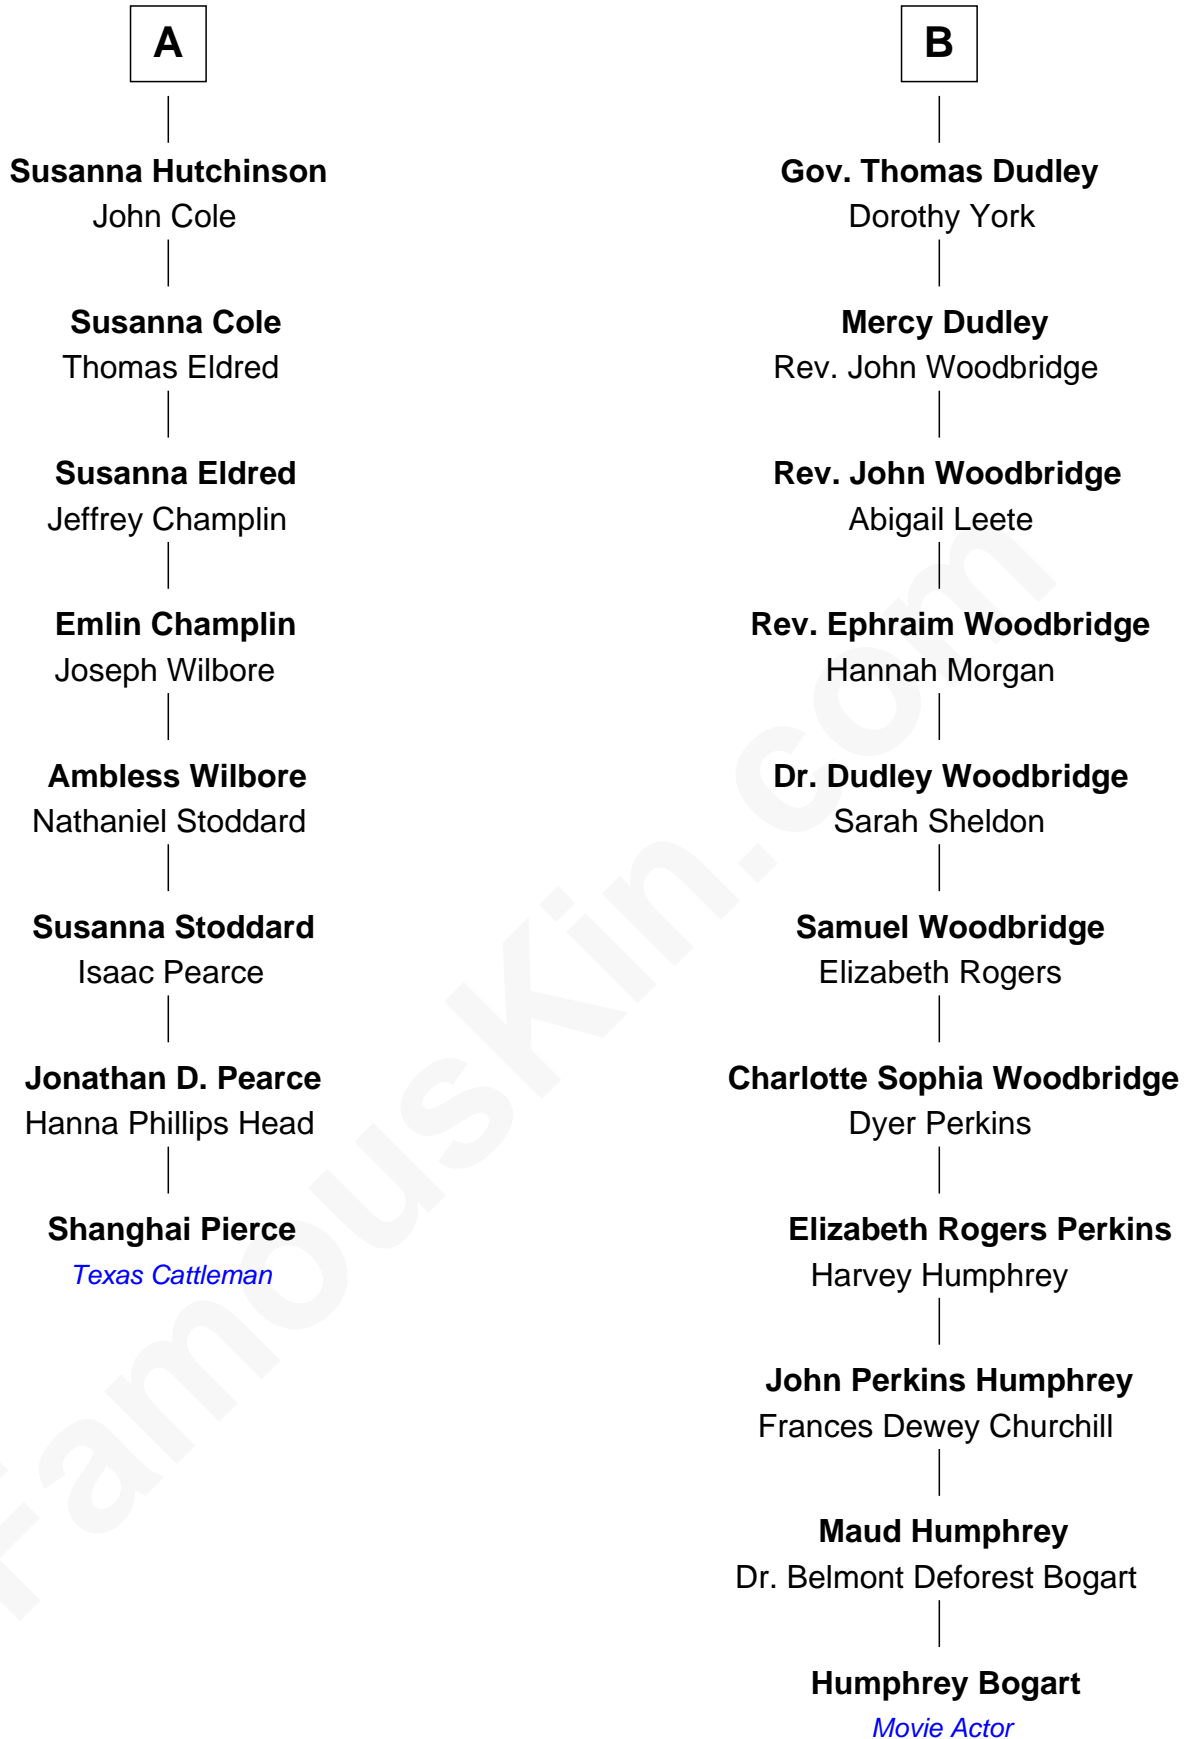 A
Susanna Hutchinson
John Cole
Susanna Cole
Thomas Eldred
Susanna Eldred
Jeffrey Champlin
Emlin Champlin
Joseph Wilbore
Ambless Wilbore
Nathaniel Stoddard
Susanna Stoddard
Isaac Pearce
Jonathan D. Pearce
Hanna Phillips Head
Shanghai Pierce
Texas Cattleman
B
Gov. Thomas Dudley
Dorothy York
Mercy Dudley
Rev. John Woodbridge
Rev. John Woodbridge
Abigail Leete
Rev. Ephraim Woodbridge
Hannah Morgan
Dr. Dudley Woodbridge
Sarah Sheldon
Samuel Woodbridge
Elizabeth Rogers
Charlotte Sophia Woodbridge
Dyer Perkins
Elizabeth Rogers Perkins
Harvey Humphrey
John Perkins Humphrey
Frances Dewey Churchill
Maud Humphrey
Dr. Belmont Deforest Bogart
Humphrey Bogart
Movie Actor
FamousKin.com